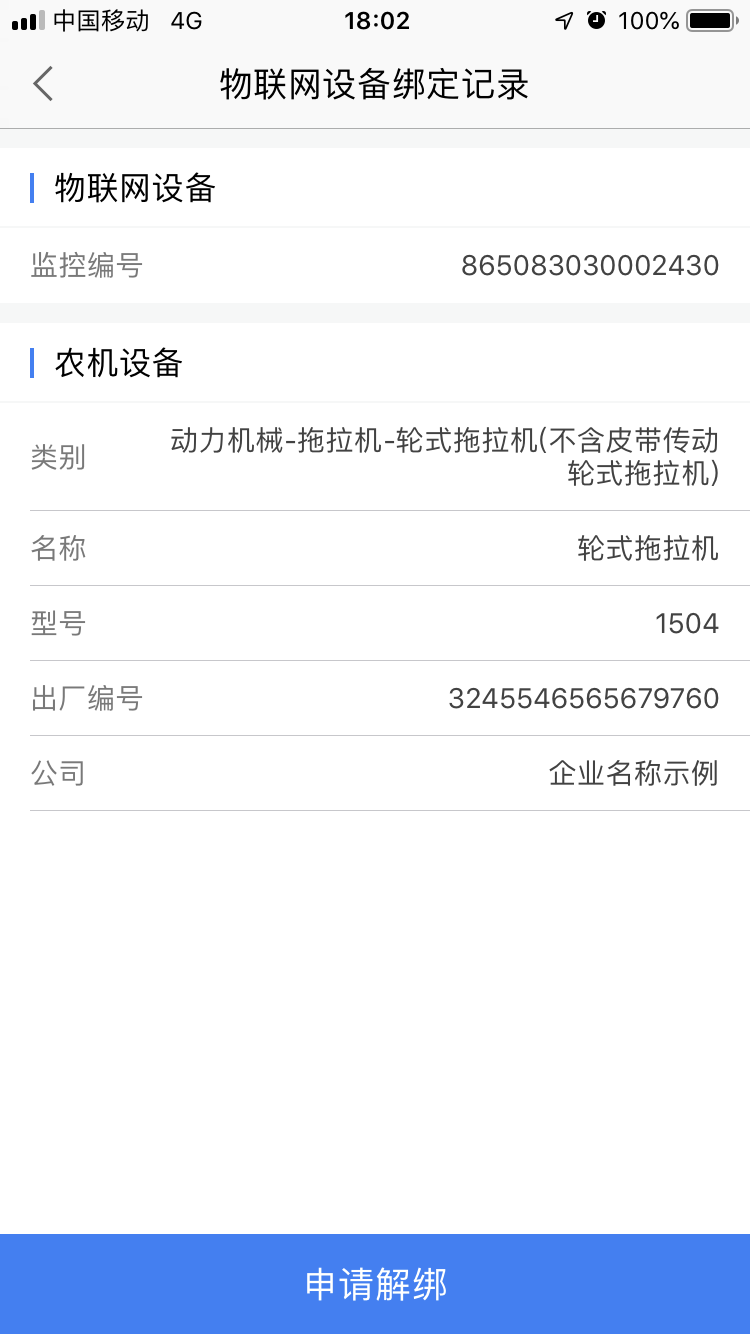 中国移动 4G 18:02 100%
物联网设备绑定记录
物联网设备
监控编号 865083030002430
农机设备
类别 动力机械-拖拉机-轮式拖拉机(不含皮带传动
轮式拖拉机)
名称 轮式拖拉机
型号 1504
出厂编号 3245546565679760
公司 企业名称示例
申请解绑